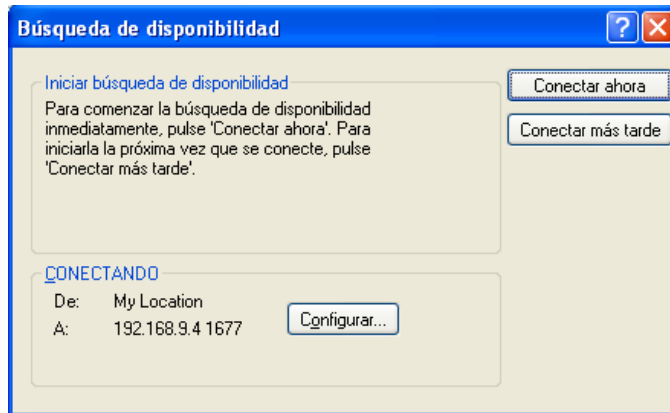 Búsqueda de disponibilidad
Iniciar búsqueda de disponibilidad
Para comenzar la búsqueda de disponibilidad
inmediatamente, pulse 'Conectar ahora'. Para
iniciarla la próxima vez que se conecte, pulse
'Conectar más tarde'.
Conectar ahora
Conectar más tarde
CONECTANDO
De: My Location
A: 192.168.9.4 1677
Configurar...